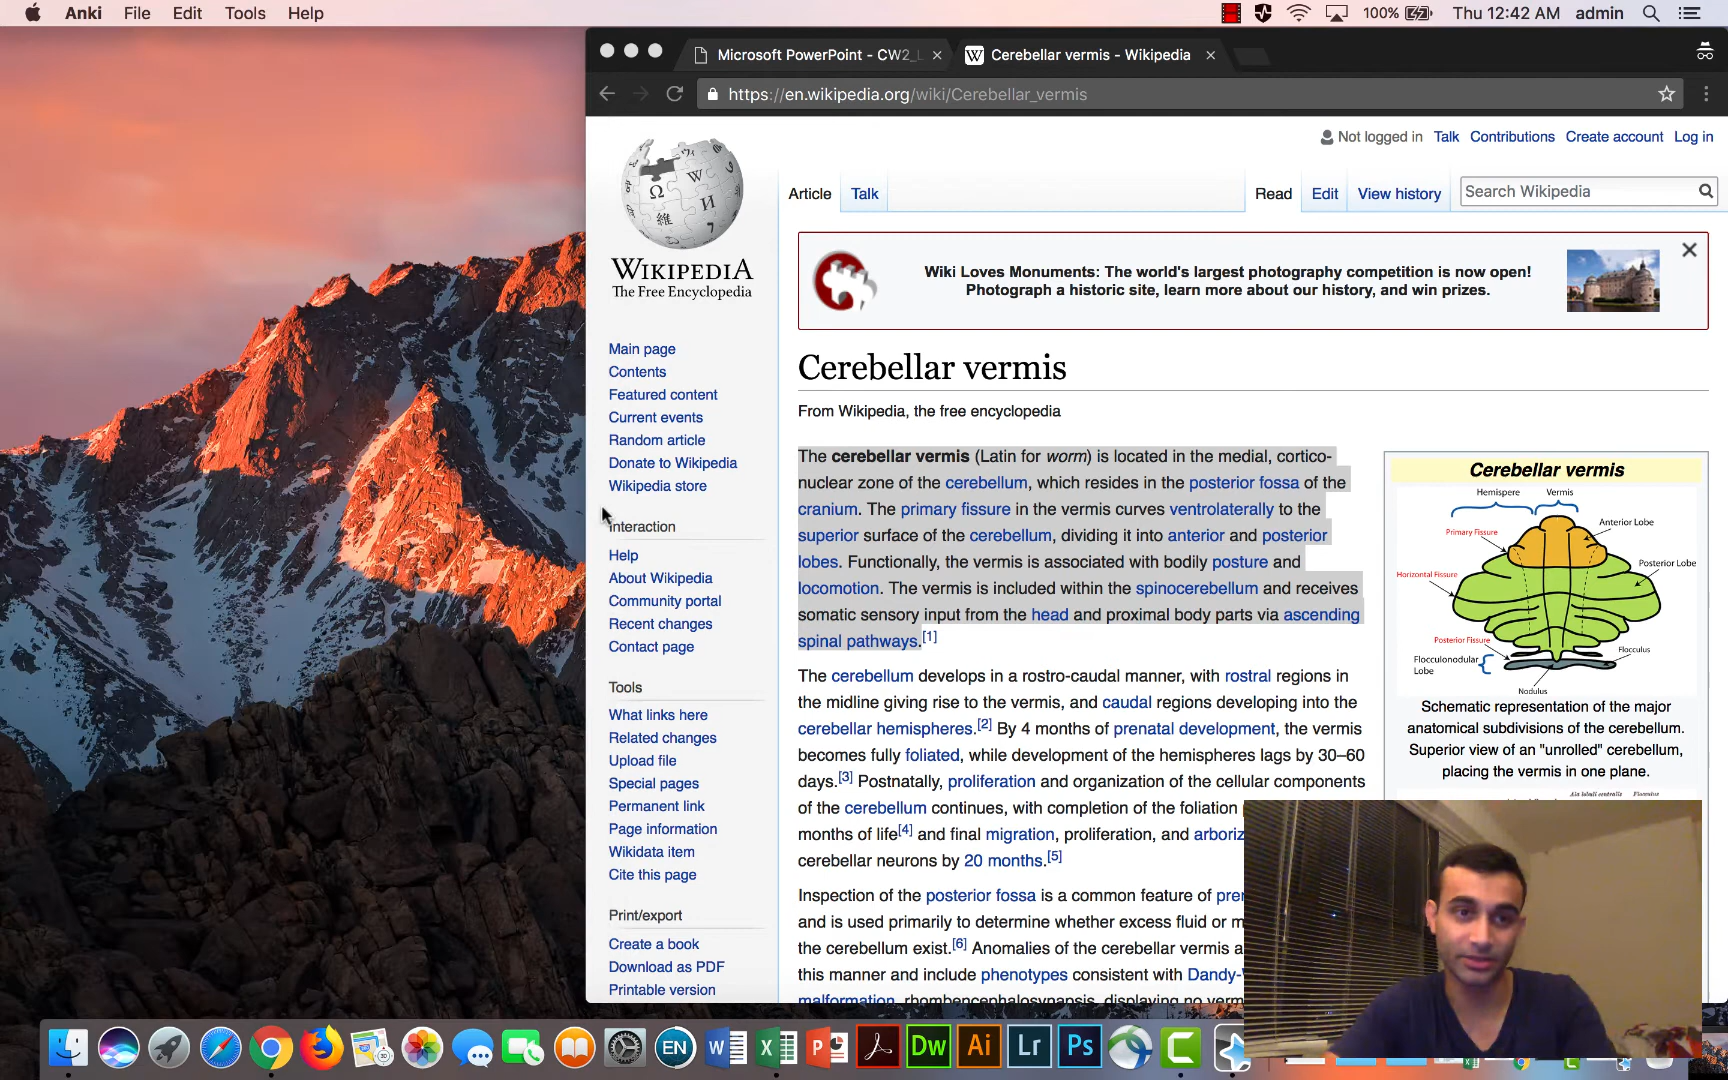 Anki File Edit Tools Help
100% Thu 12:42 AM admin
Microsoft PowerPoint - CW2_L
Cerebellar vermis - Wikipedia
https://en.wikipedia.org/wiki/Cerebellar_vermis
Not logged in Talk Contributions Create account Log in
Article Talk Read Edit View history Search Wikipedia
WIKIPEDIA
The Free Encyclopedia
Main page
Contents
Featured content
Current events
Random article
Donate to Wikipedia
Wikipedia store
Interaction
Help
About Wikipedia
Community portal
Recent changes
Contact page
Tools
What links here
Related changes
Upload file
Special pages
Permanent link
Page information
Wikidata item
Cite this page
Print/export
Create a book
Download as PDF
Printable version
Wiki Loves Monuments: The world's largest photography competition is now open!
Photograph a historic site, learn more about our history, and win prizes.
Cerebellar vermis
From Wikipedia, the free encyclopedia
The cerebellar vermis (Latin for worm) is located in the medial, cortico-
nuclear zone of the cerebellum, which resides in the posterior fossa of the
cranium. The primary fissure in the vermis curves ventrolaterally to the
superior surface of the cerebellum, dividing it into anterior and posterior
lobes. Functionally, the vermis is associated with bodily posture and
locomotion. The vermis is included within the spinocerebellum and receives
somatic sensory input from the head and proximal body parts via ascending
spinal pathways.[1]
The cerebellum develops in a rostro-caudal manner, with rostral regions in
the midline giving rise to the vermis, and caudal regions developing into the
cerebellar hemispheres.[2] By 4 months of prenatal development, the vermis
becomes fully foliated, while development of the hemispheres lags by 30–60
days.[3] Postnatally, proliferation and organization of the cellular components
of the cerebellum continues, with completion of the foliation
months of life[4] and final migration, proliferation, and arboriz
cerebellar neurons by 20 months.[5]
Inspection of the posterior fossa is a common feature of pren
and is used primarily to determine whether excess fluid or m
the cerebellum exist.[6] Anomalies of the cerebellar vermis a
this manner and include phenotypes consistent with Dandy-
malformation, rhombencephalosynapsis, displaying no verm
Cerebellar vermis
Hemispere Vermis
Primary Fissure
Anterior Lobe
Horizontal Fissure
Posterior Lobe
Posterior Fissure
Flocculonodular
Lobe
Flocculus
Nodulus
Schematic representation of the major
anatomical subdivisions of the cerebellum.
Superior view of an "unrolled" cerebellum,
placing the vermis in one plane.
Ala lobuli centralis
EN W X P Dw Ai Lr Ps C